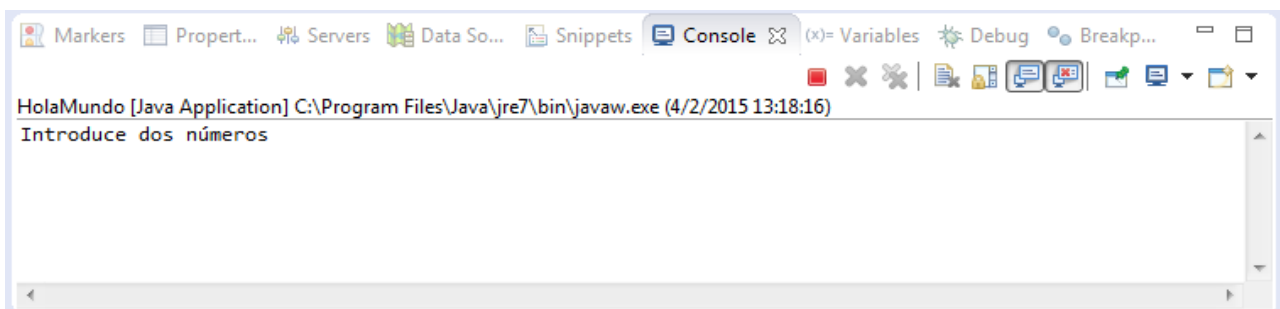 Markers Propert... Servers Data So... Snippets Console (x)= Variables Debug Breakp...
HolaMundo [Java Application] C:\Program Files\Java\jre7\bin\javaw.exe (4/2/2015 13:18:16)
Introduce dos números